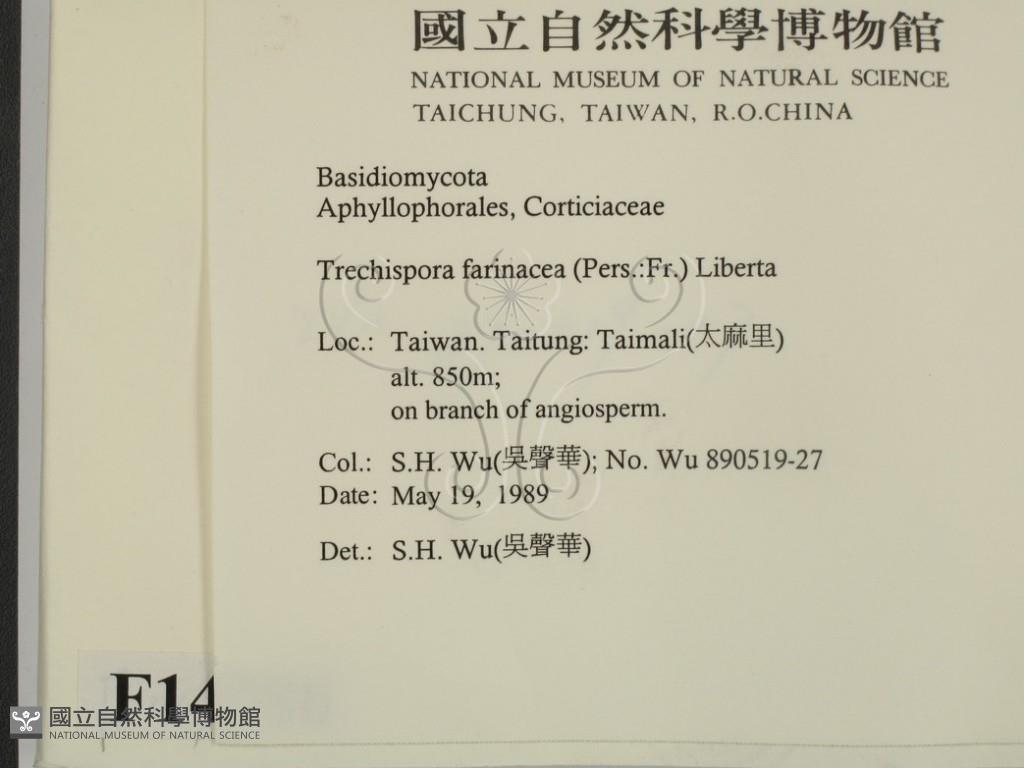 國立自然科學博物館
NATIONAL MUSEUM OF NATURAL SCIENCE
TAICHUNG, TAIWAN, R.O.CHINA
Basidiomycota
Aphyllophorales, Corticiaceae
Trechispora farinacea (Pers.:Fr.) Liberta
Loc.: Taiwan. Taitung: Taimali(太麻里)
alt. 850m;
on branch of angiosperm.
Col.: S.H. Wu(吳聲華); No. Wu 890519-27
Date: May 19, 1989
Det.: S.H. Wu(吳聲華)
F14
國立自然科學博物館
NATIONAL MUSEUM OF NATURAL SCIENCE